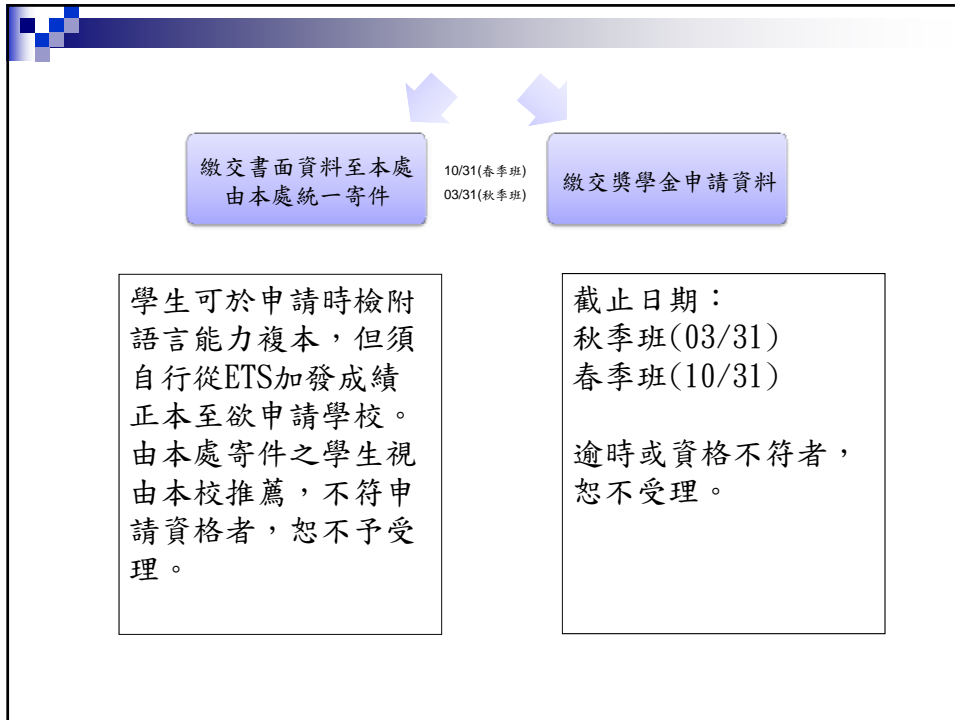 繳交書面資料至本處
由本處統一寄件
10/31(春季班)
03/31(秋季班)
繳交獎學金申請資料
學生可於申請時檢附
語言能力複本，但須
自行從ETS加發成績
正本至欲申請學校。
由本處寄件之學生視
由本校推薦，不符申
請資格者，恕不予受
理。
截止日期：
秋季班(03/31)
春季班(10/31)
逾時或資格不符者，
恕不受理。